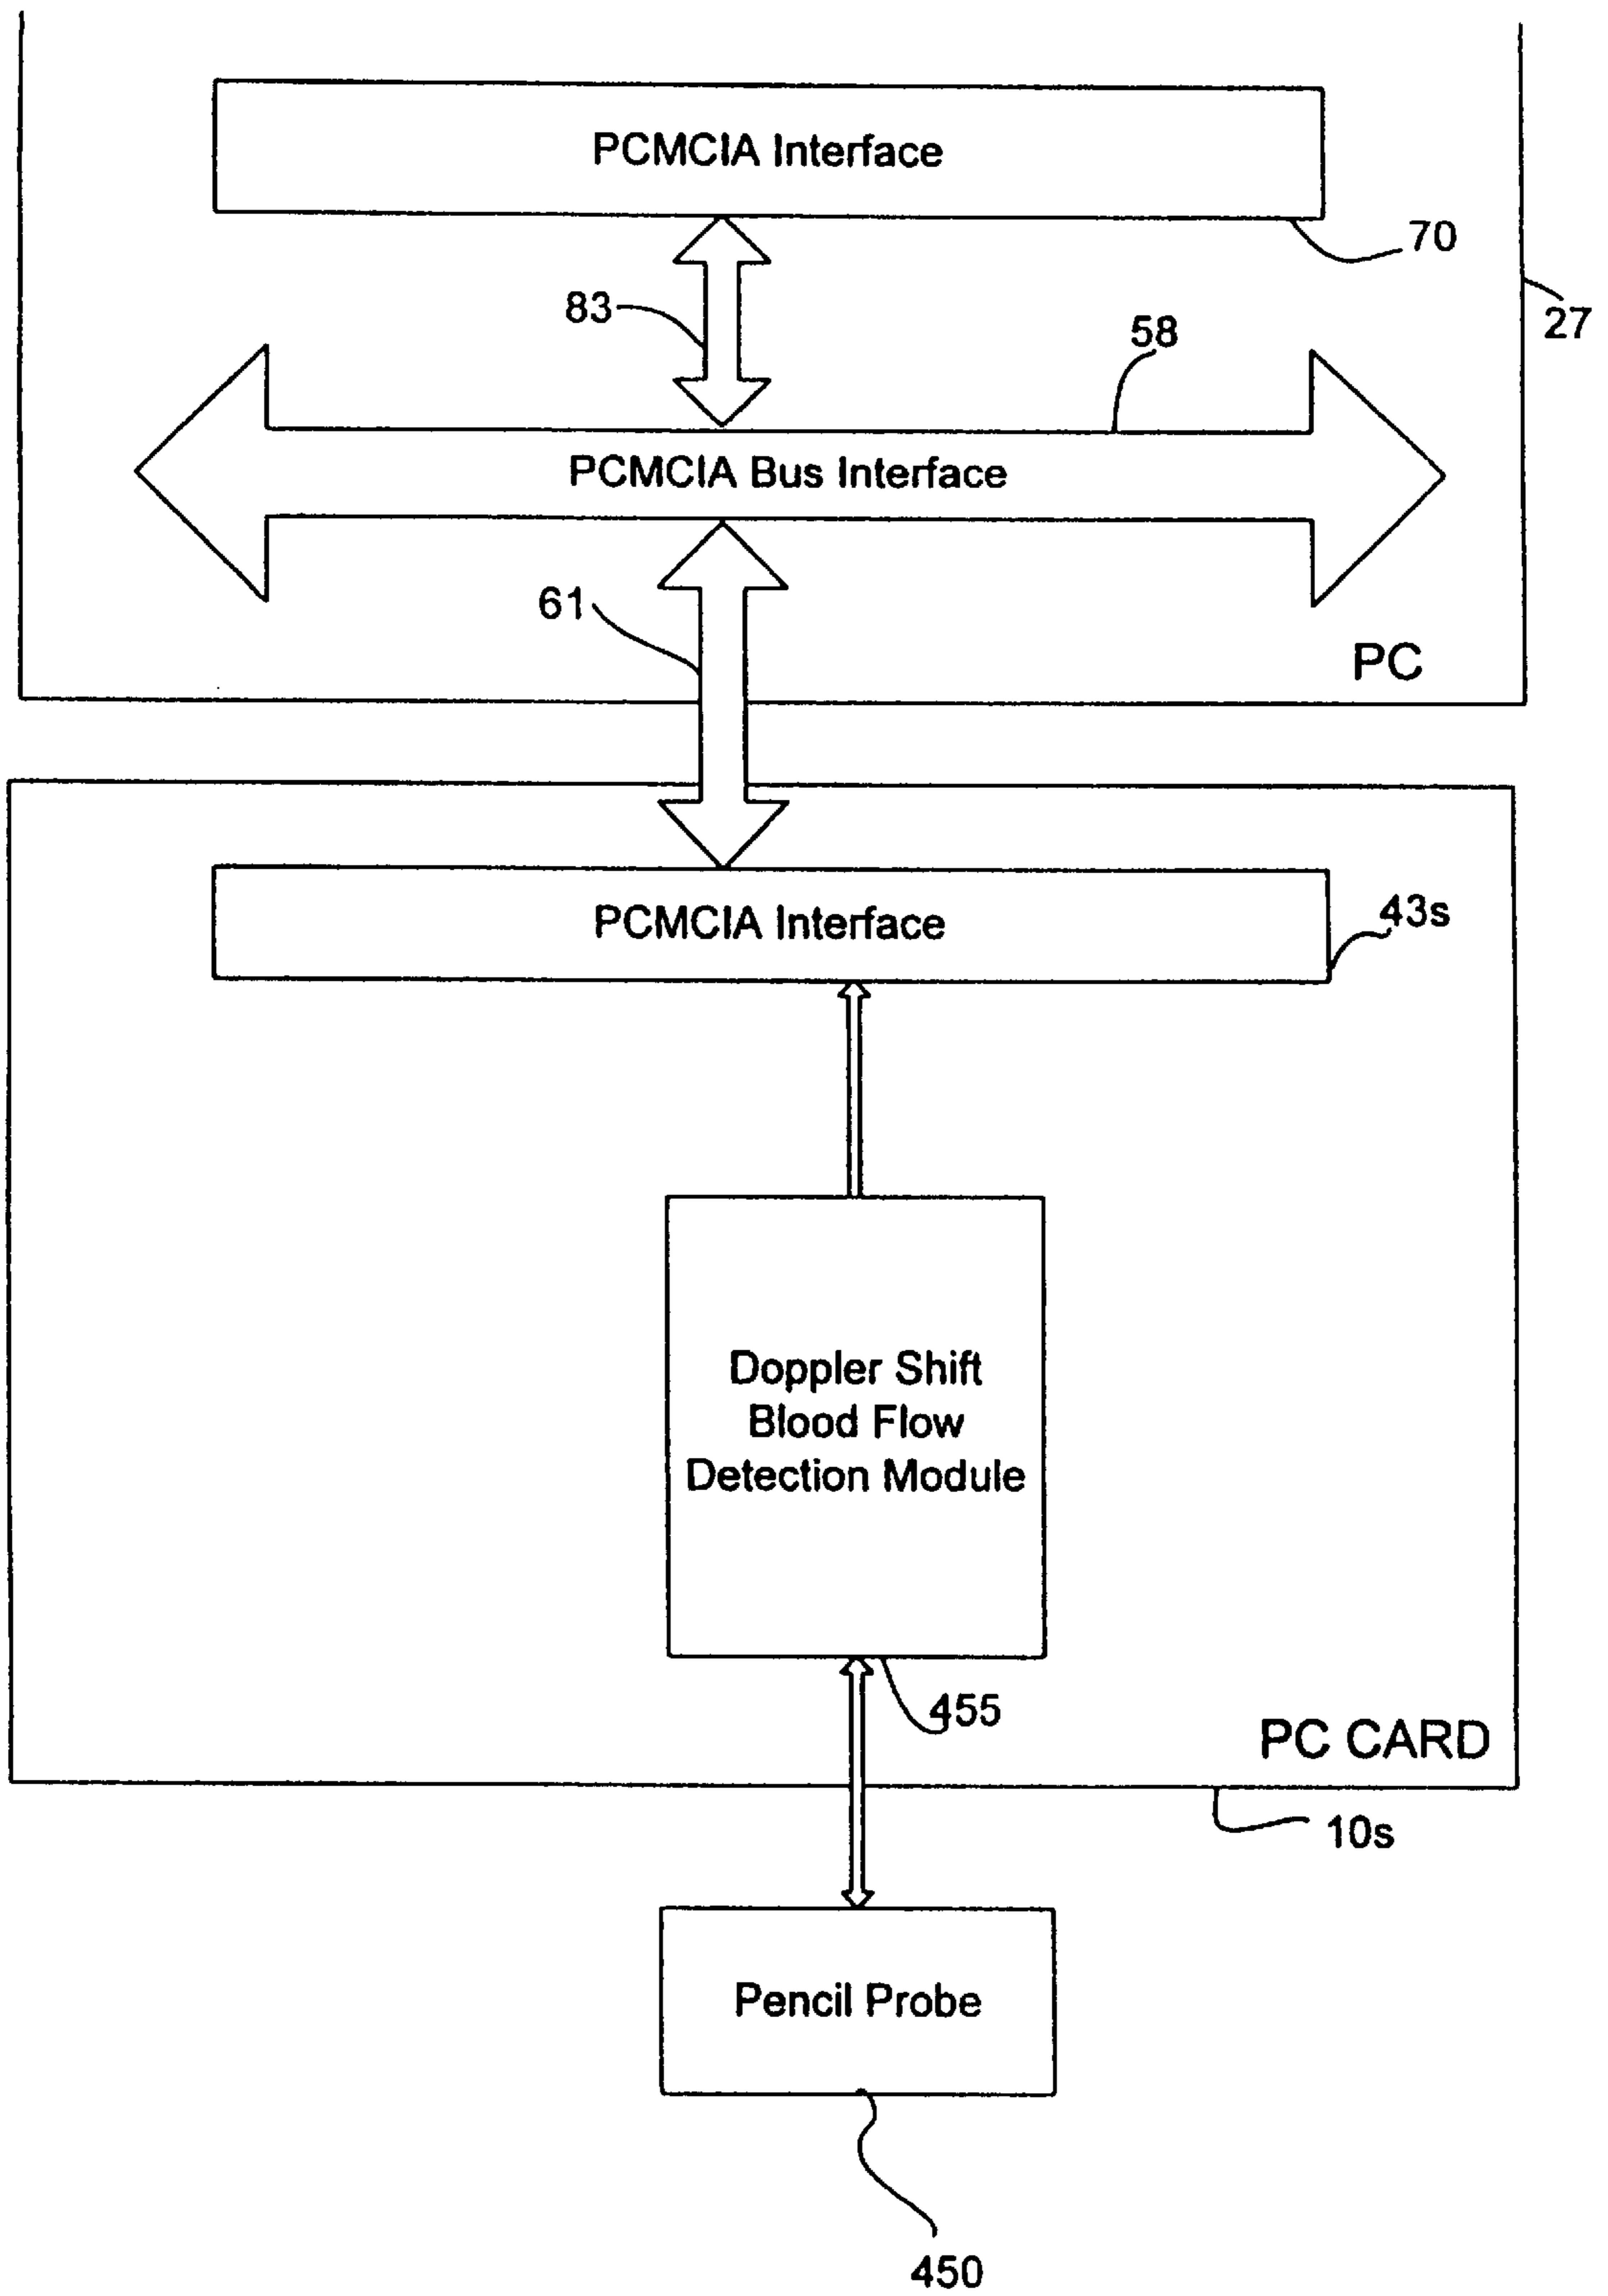 PCMCIA Interface
70
83
27
58
PCMCIA Bus Interface
61
PC
PCMCIA Interface
43s
Doppler Shift
Blood Flow
Detection Module
455
PC CARD
10s
Pencil Probe
450